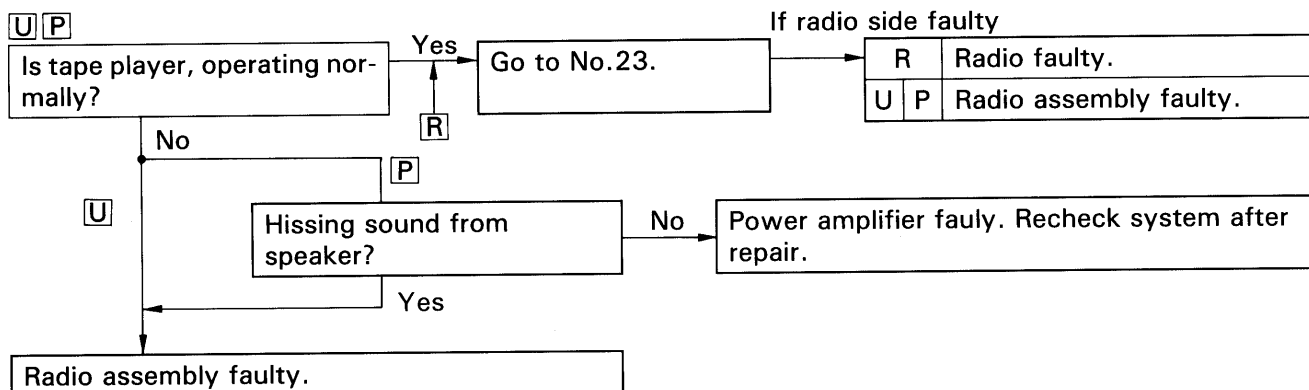 U P
Is tape player, operating nor-
mally?
Yes
R
Go to No.23.
If radio side faulty
R Radio faulty.
U P Radio assembly faulty.
No
U
P
Hissing sound from
speaker?
No
Power amplifier fauly. Recheck system after
repair.
Yes
Radio assembly faulty.